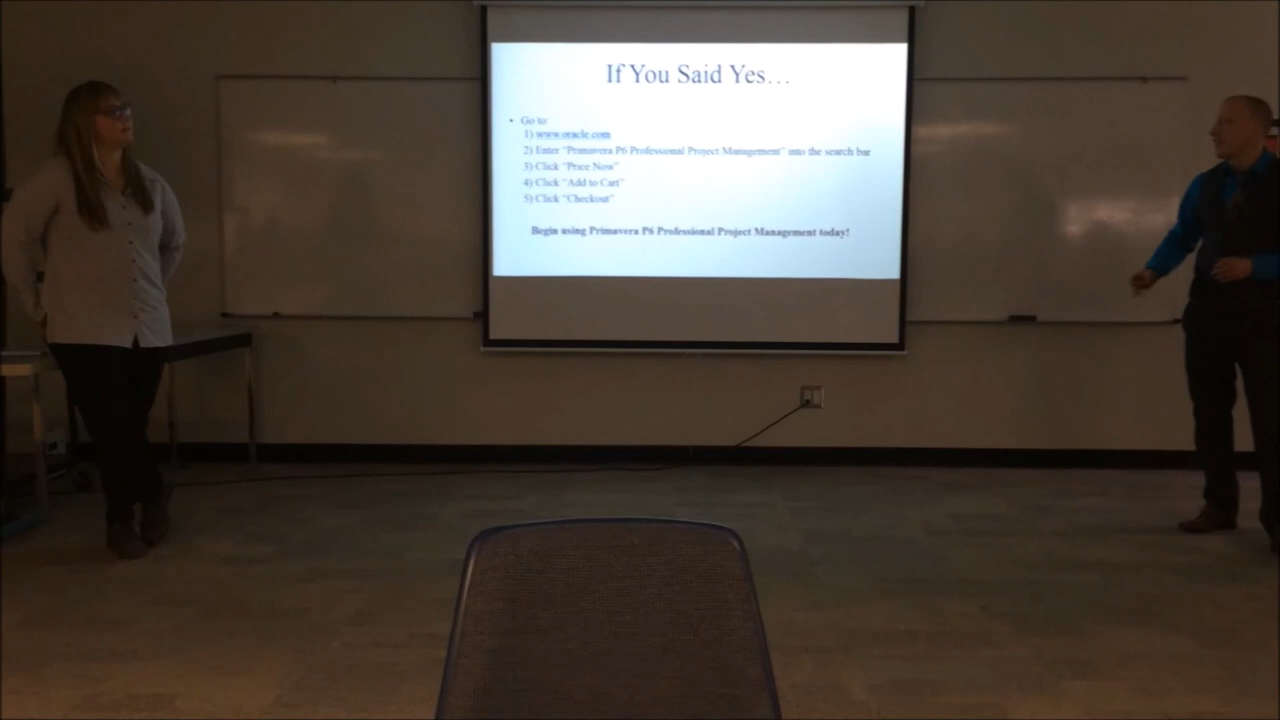 If You Said Yes…
• Go to:
1) www.oracle.com
2) Enter "Primavera P6 Professional Project Management" into the search bar
3) Click "Price Now"
4) Click "Add to Cart"
5) Click "Checkout"
Begin using Primavera P6 Professional Project Management today!